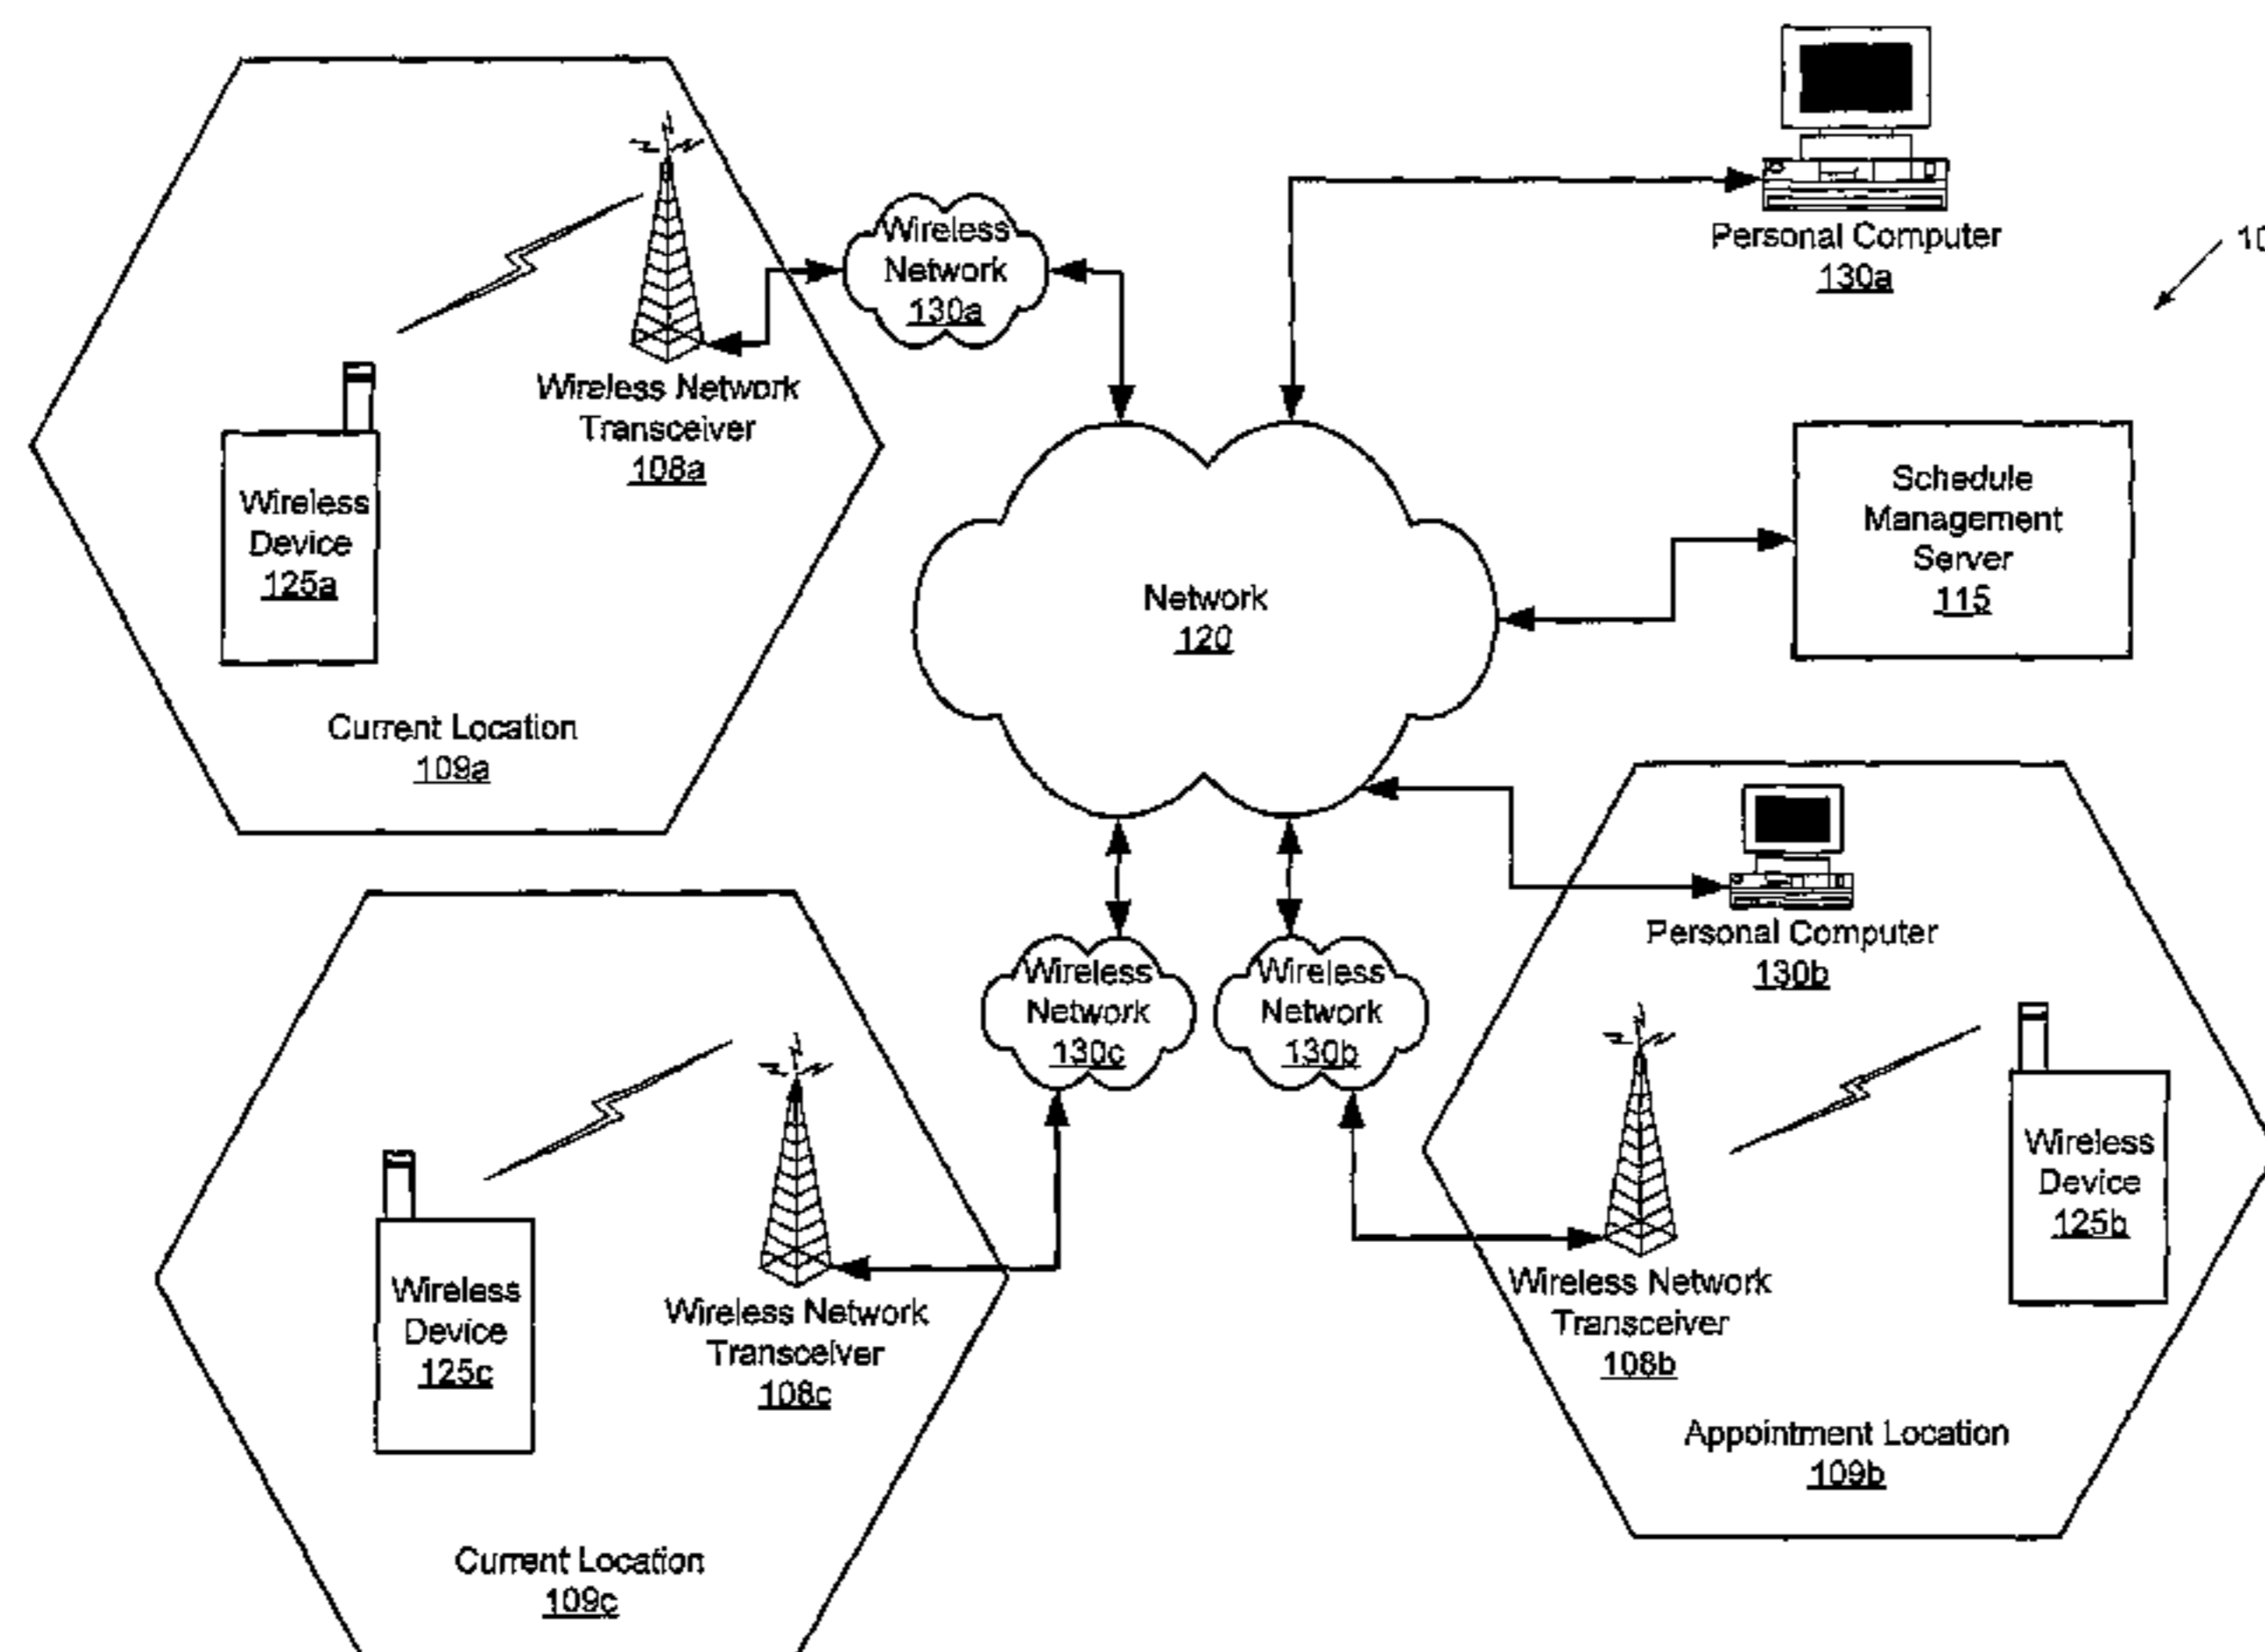 Wireless
Network
130a
Personal Computer
130a
10
Wireless Network
Transceiver
108a
Wireless
Device
125a
Schedule
Management
Server
115
Network
120
Current Location
109a
Personal Computer
130b
Wireless
Network
130c
Wireless
Network
130b
Wireless
Device
125b
Wireless Network
Transceiver
108b
Wireless
Device
125c
Wireless Network
Transceiver
108c
Appointment Location
109b
Current Location
109c